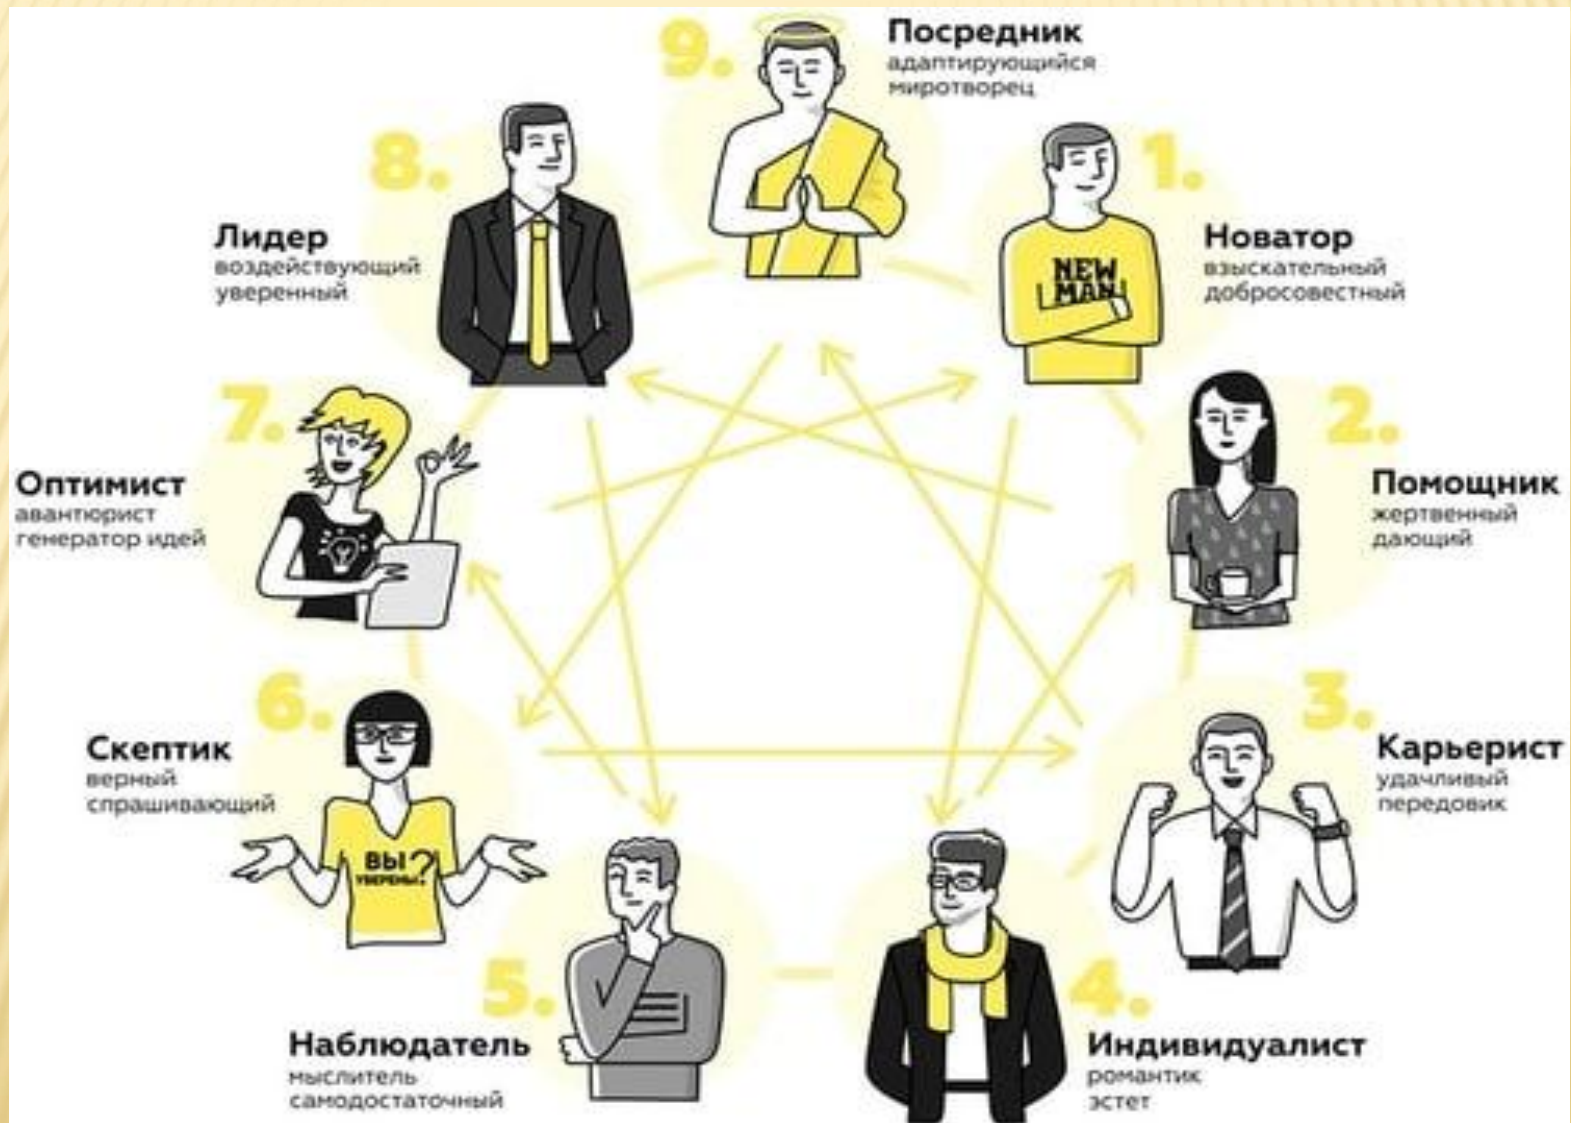 9.
Посредник
адаптирующийся
миротворец
8.
Лидер
воздействующий
уверенный
1.
Новатор
взыскательный
добросовестный
NEW
MAN
7.
Оптимист
авантюрист
генератор идей
2.
Помощник
жертвенный
дающий
6.
Скептик
верный
спрашивающий
ВЫ
УВЕРЕНЫ?
3.
Карьерист
удачливый
передовик
5.
Наблюдатель
мыслитель
самодостаточный
4.
Индивидуалист
романтик
эстет